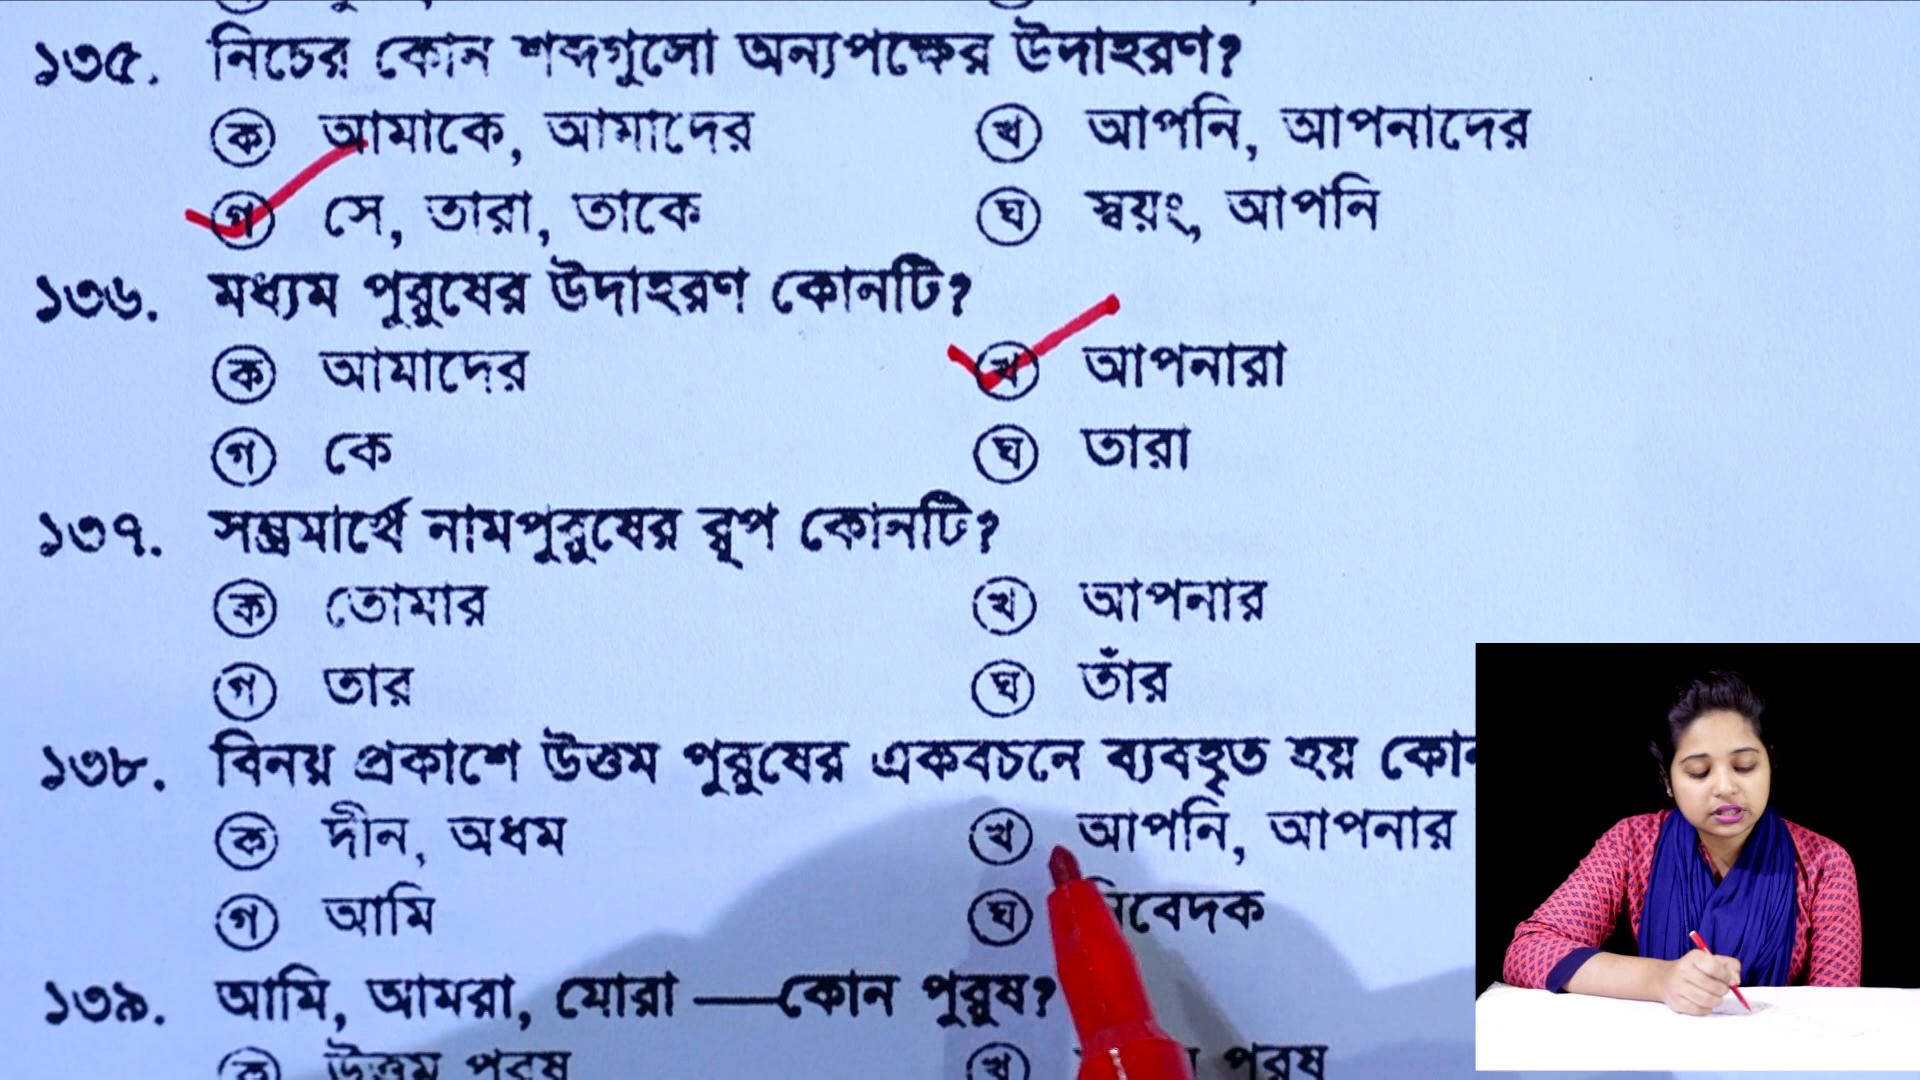 ১৩৫. নিচের কোন শব্দগুলো অন্যপক্ষের উদাহরণ?
ক আমাকে, আমাদের খ আপনি, আপনাদের
গ সে, তারা, তাকে ঘ স্বয়ং, আপনি
১৩৬. মধ্যম পুরুষের উদাহরণ কোনটি?
ক আমাদের খ আপনারা
গ কে ঘ তারা
১৩৭. সম্ভ্রমার্থে নামপুরুষের রূপ কোনটি?
ক তোমার খ আপনার
গ তার ঘ তাঁর
১৩৮. বিনয় প্রকাশে উত্তম পুরুষের একবচনে ব্যবহৃত হয়
ক দীন, অধম খ আপনি, আপনার
গ আমি ঘ
১৩৯. আমি, আমরা, মোরা —কোন পুরুষ?
ক উত্তম পুরুষ খ পুরুষ